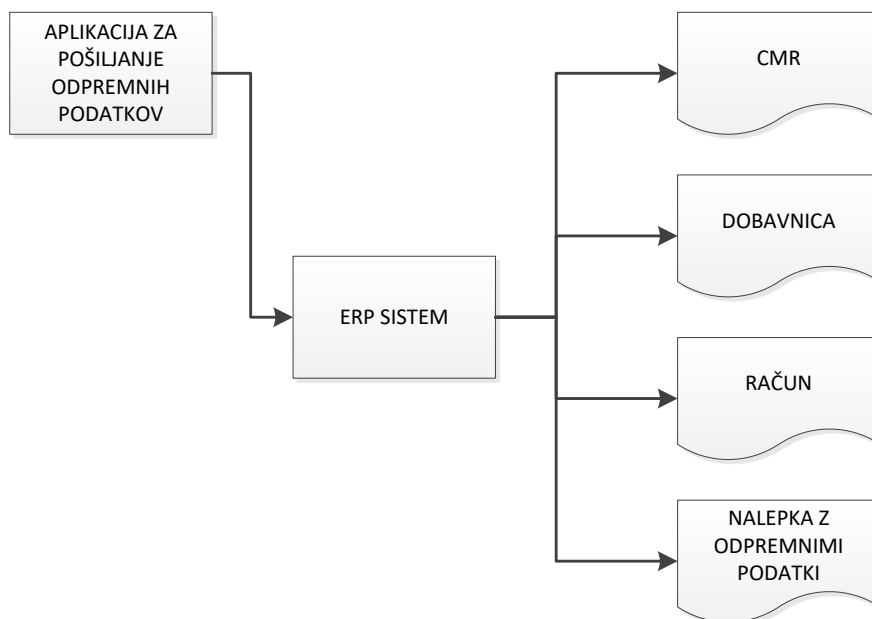 APLIKACIJA ZA
POŠILJANJE
ODPREMNIH
PODATKOV
CMR
DOBAVNICA
ERP SISTEM
RAČUN
NALEPKA Z
ODPREMNIMI
PODATKI